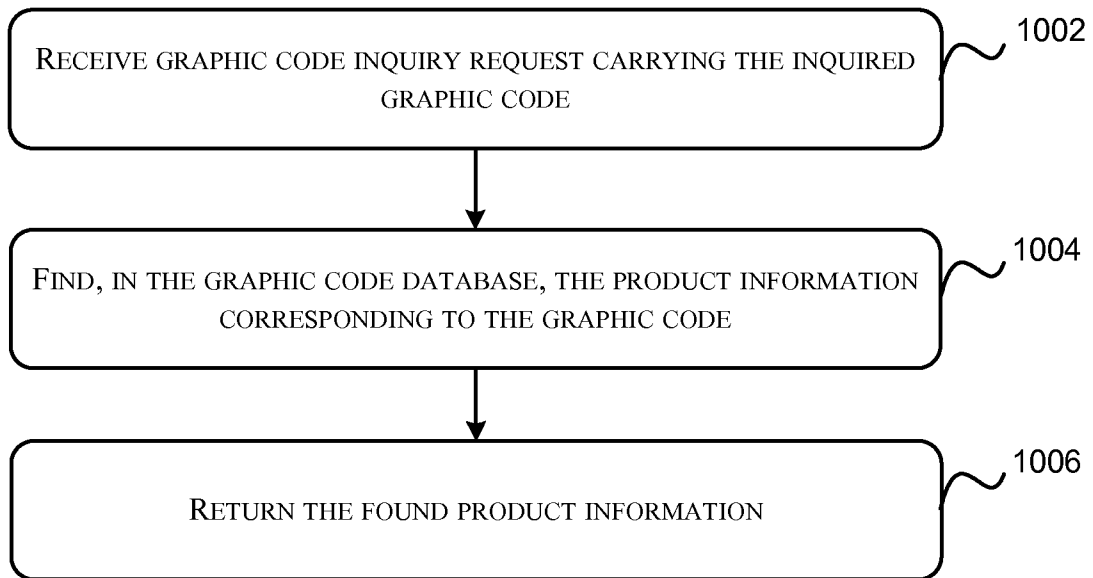 RECEIVE GRAPHIC CODE INQUIRY REQUEST CARRYING THE INQUIRED
GRAPHIC CODE
1002
FIND, IN THE GRAPHIC CODE DATABASE, THE PRODUCT INFORMATION
CORRESPONDING TO THE GRAPHIC CODE
1004
RETURN THE FOUND PRODUCT INFORMATION
1006